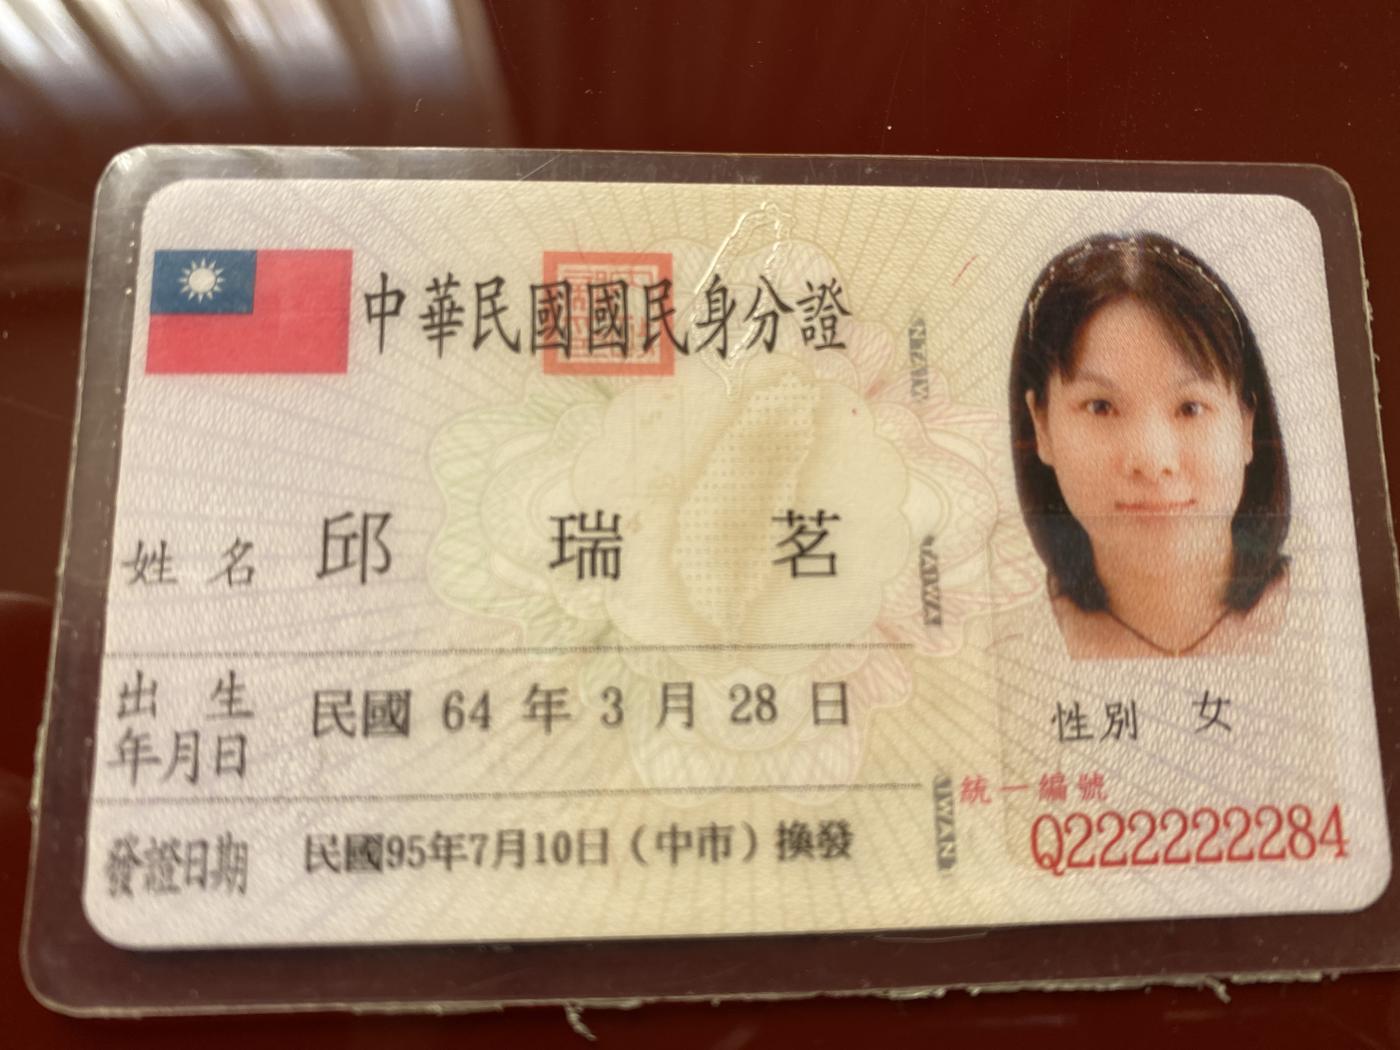 中華民國國民身分證
姓名 邱瑞茗
出生年月日 民國 64 年 3 月 28 日
性別 女
統一編號
Q222222284
發證日期 民國95年7月10日（中市）換發
TAIWAN